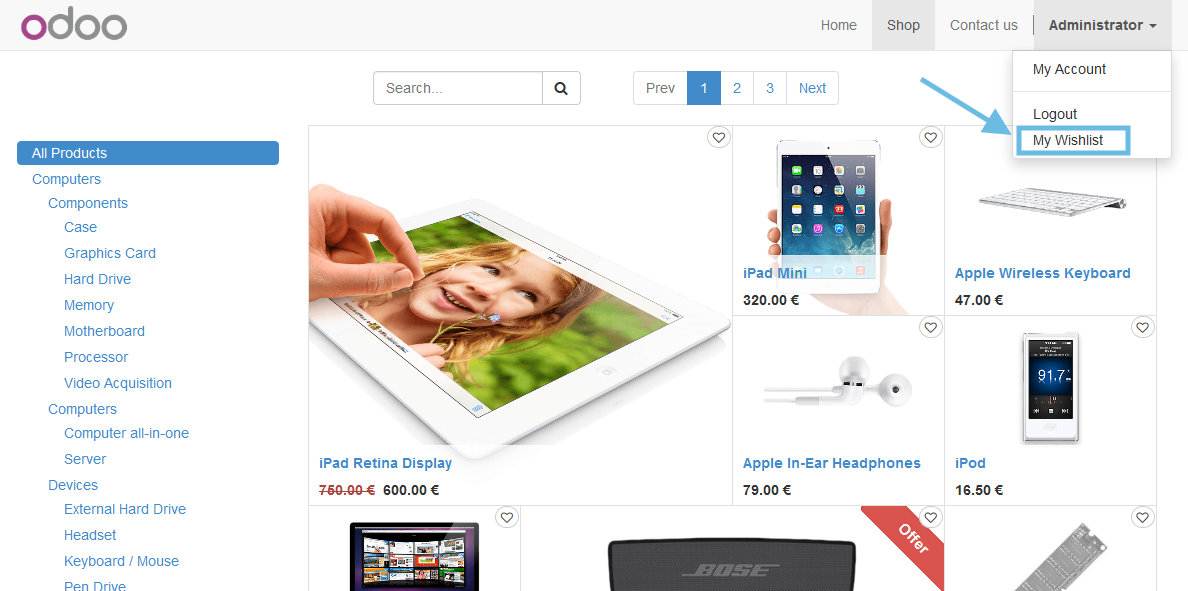 odoo
Home
Shop
Contact us
Administrator
My Account
Logout
My Wishlist
Search...
Prev
1
2
3
Next
All Products
Computers
Components
Case
Graphics Card
Hard Drive
Memory
Motherboard
Processor
Video Acquisition
Computers
Computer all-in-one
Server
Devices
External Hard Drive
Headset
Keyboard / Mouse
Pen Drive
iPad Retina Display
750.00 € 600.00 €
iPad Mini
320.00 €
Apple Wireless Keyboard
47.00 €
Apple In-Ear Headphones
79.00 €
91.7
iPod
16.50 €
BOSE
Offer